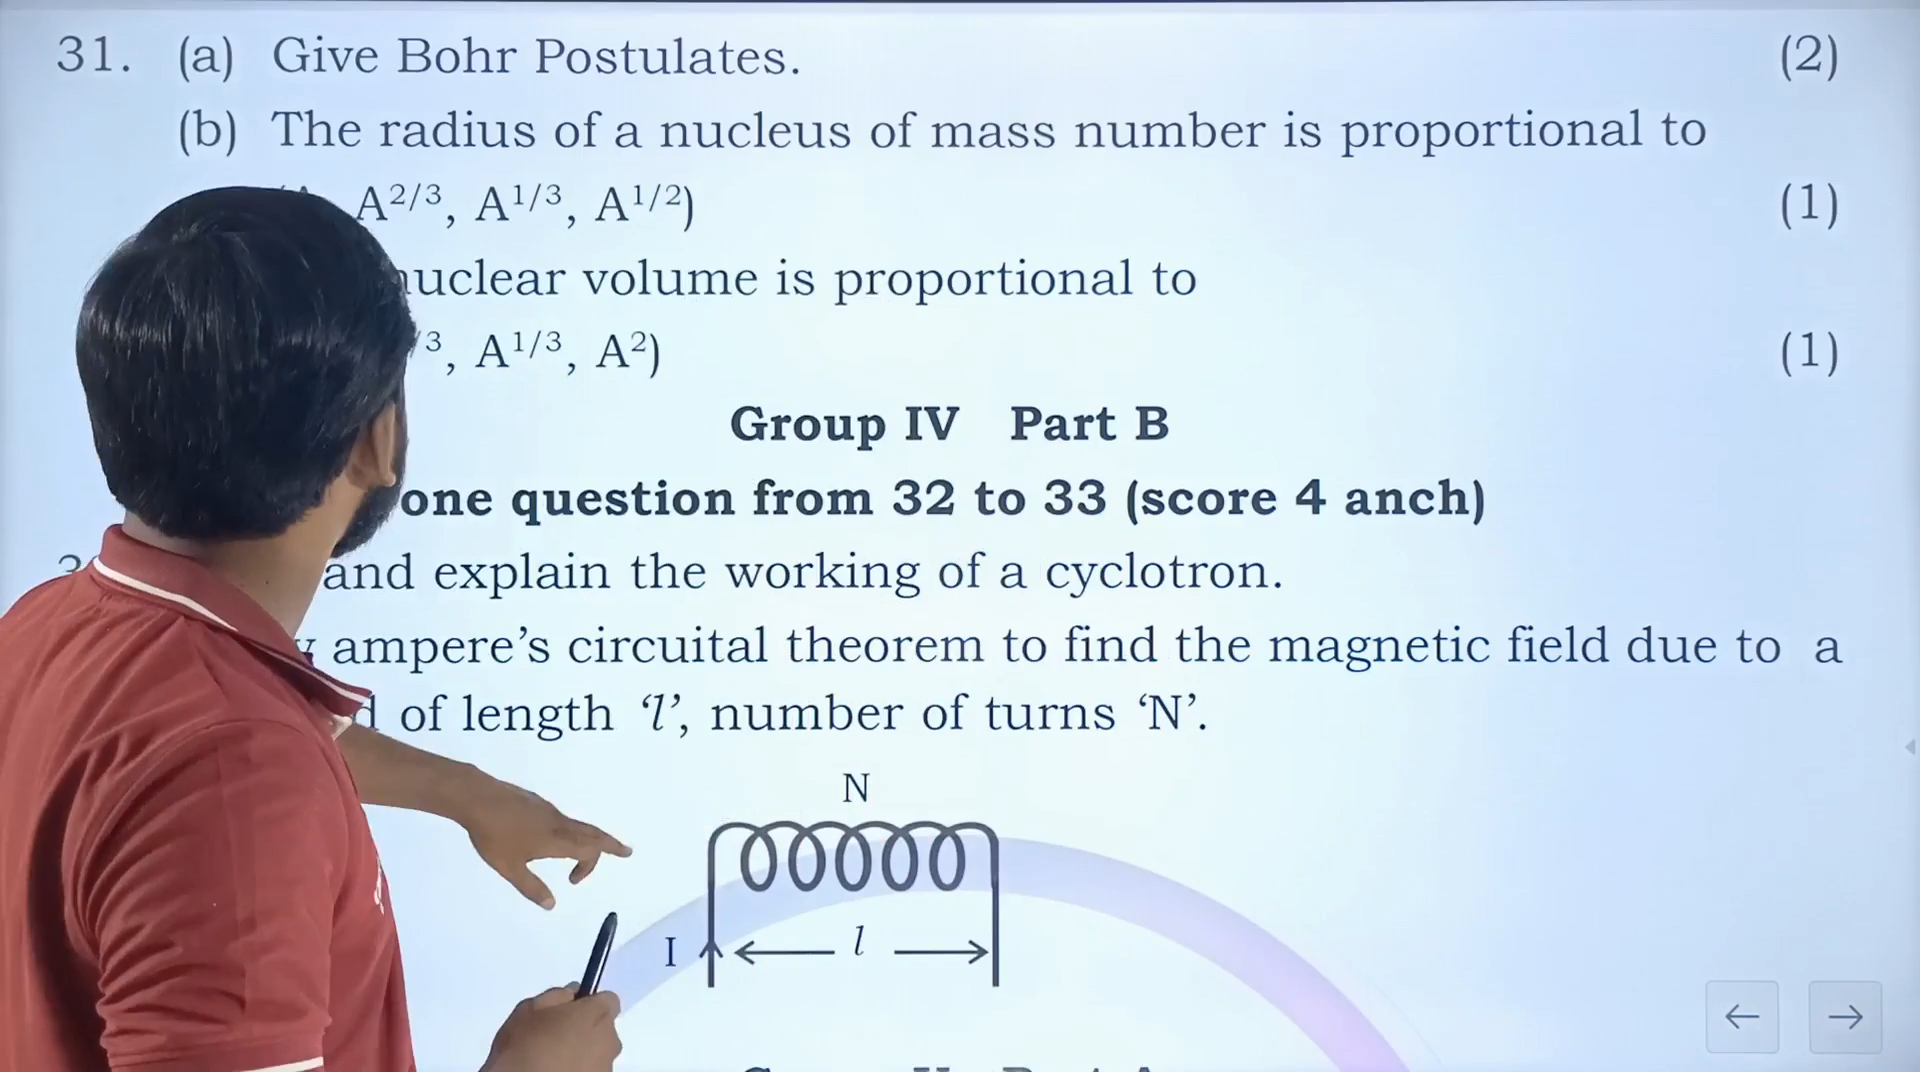 31. (a) Give Bohr Postulates. (2)
(b) The radius of a nucleus of mass number is proportional to
A^2/3, A^1/3, A^1/2) (1)
volume is proportional to
A^1/3, A^2) (1)
Group IV Part B
one question from 32 to 33 (score 4 anch)
and explain the working of a cyclotron.
ampere's circuital theorem to find the magnetic field due to a
of length 'l', number of turns 'N'.
N
I
l